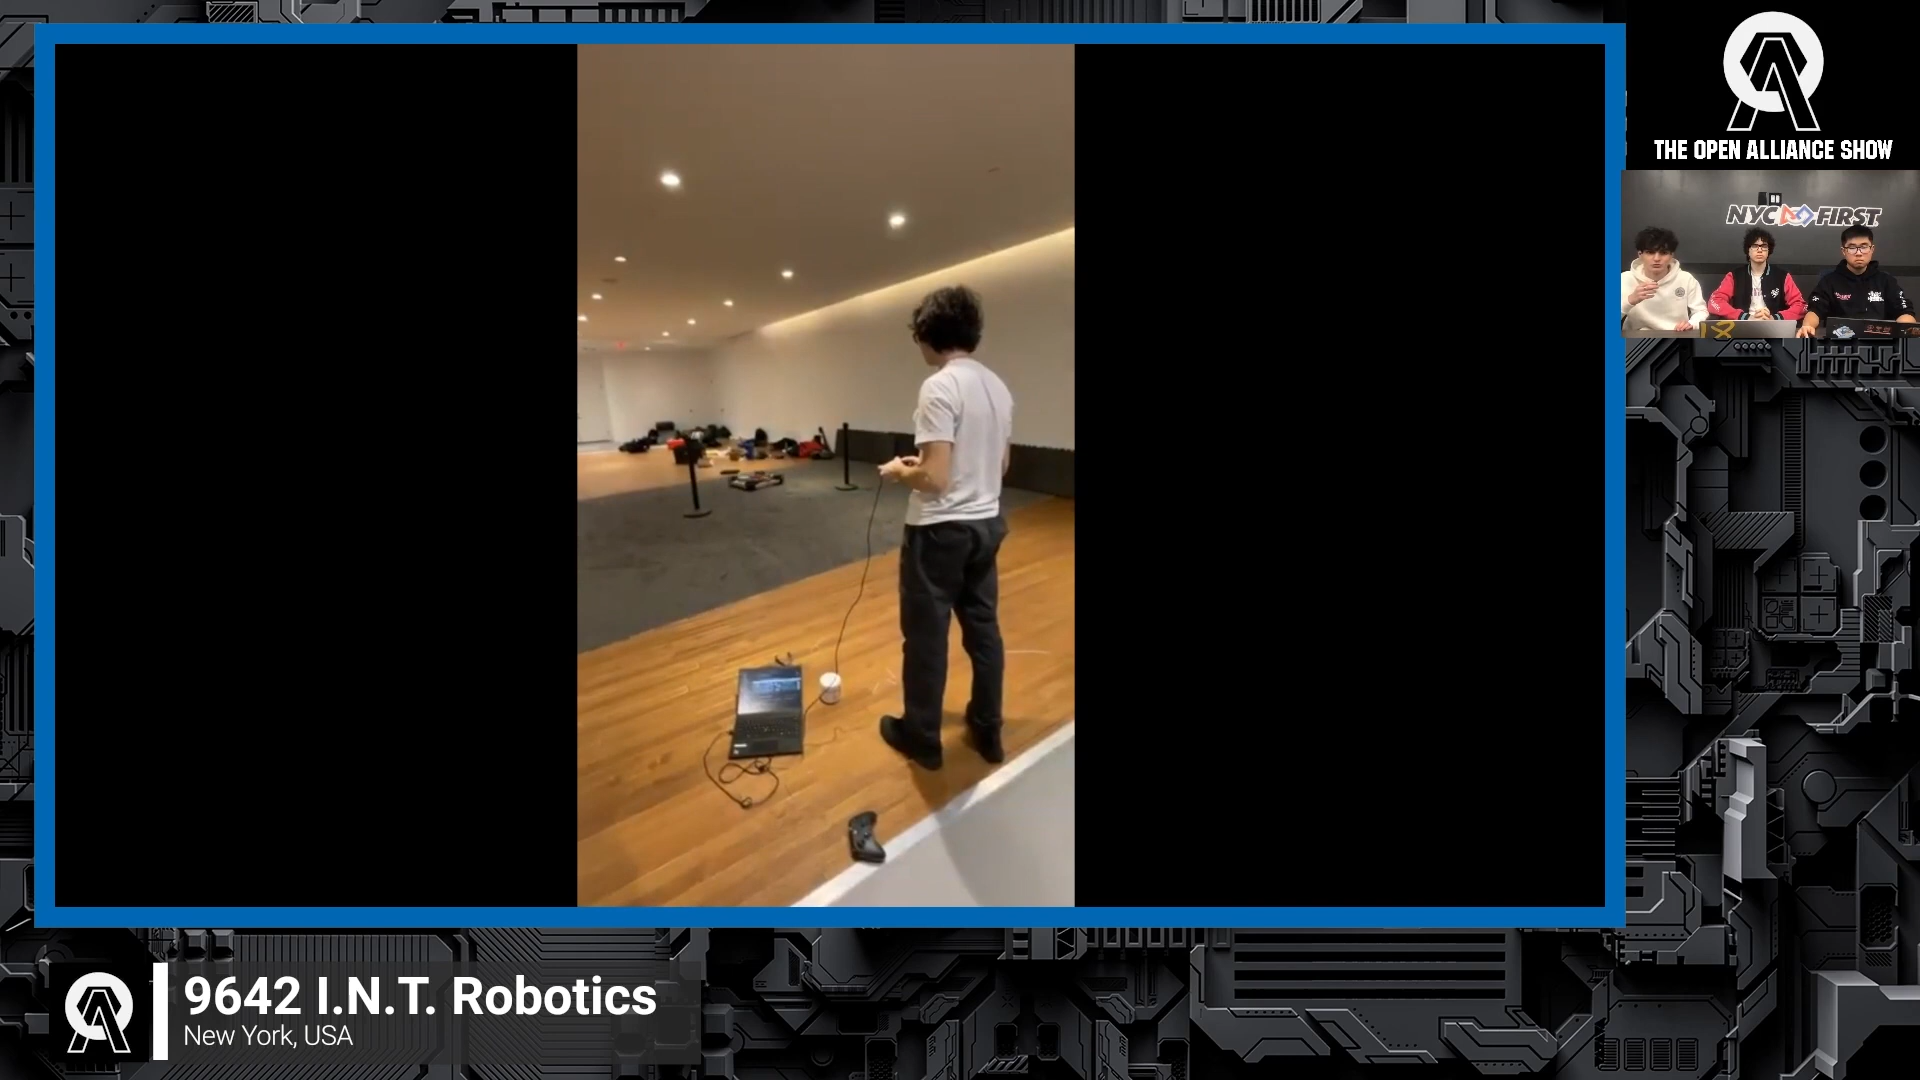 THE OPEN ALLIANCE SHOW
NYC FIRST
9642 I.N.T. Robotics
New York, USA